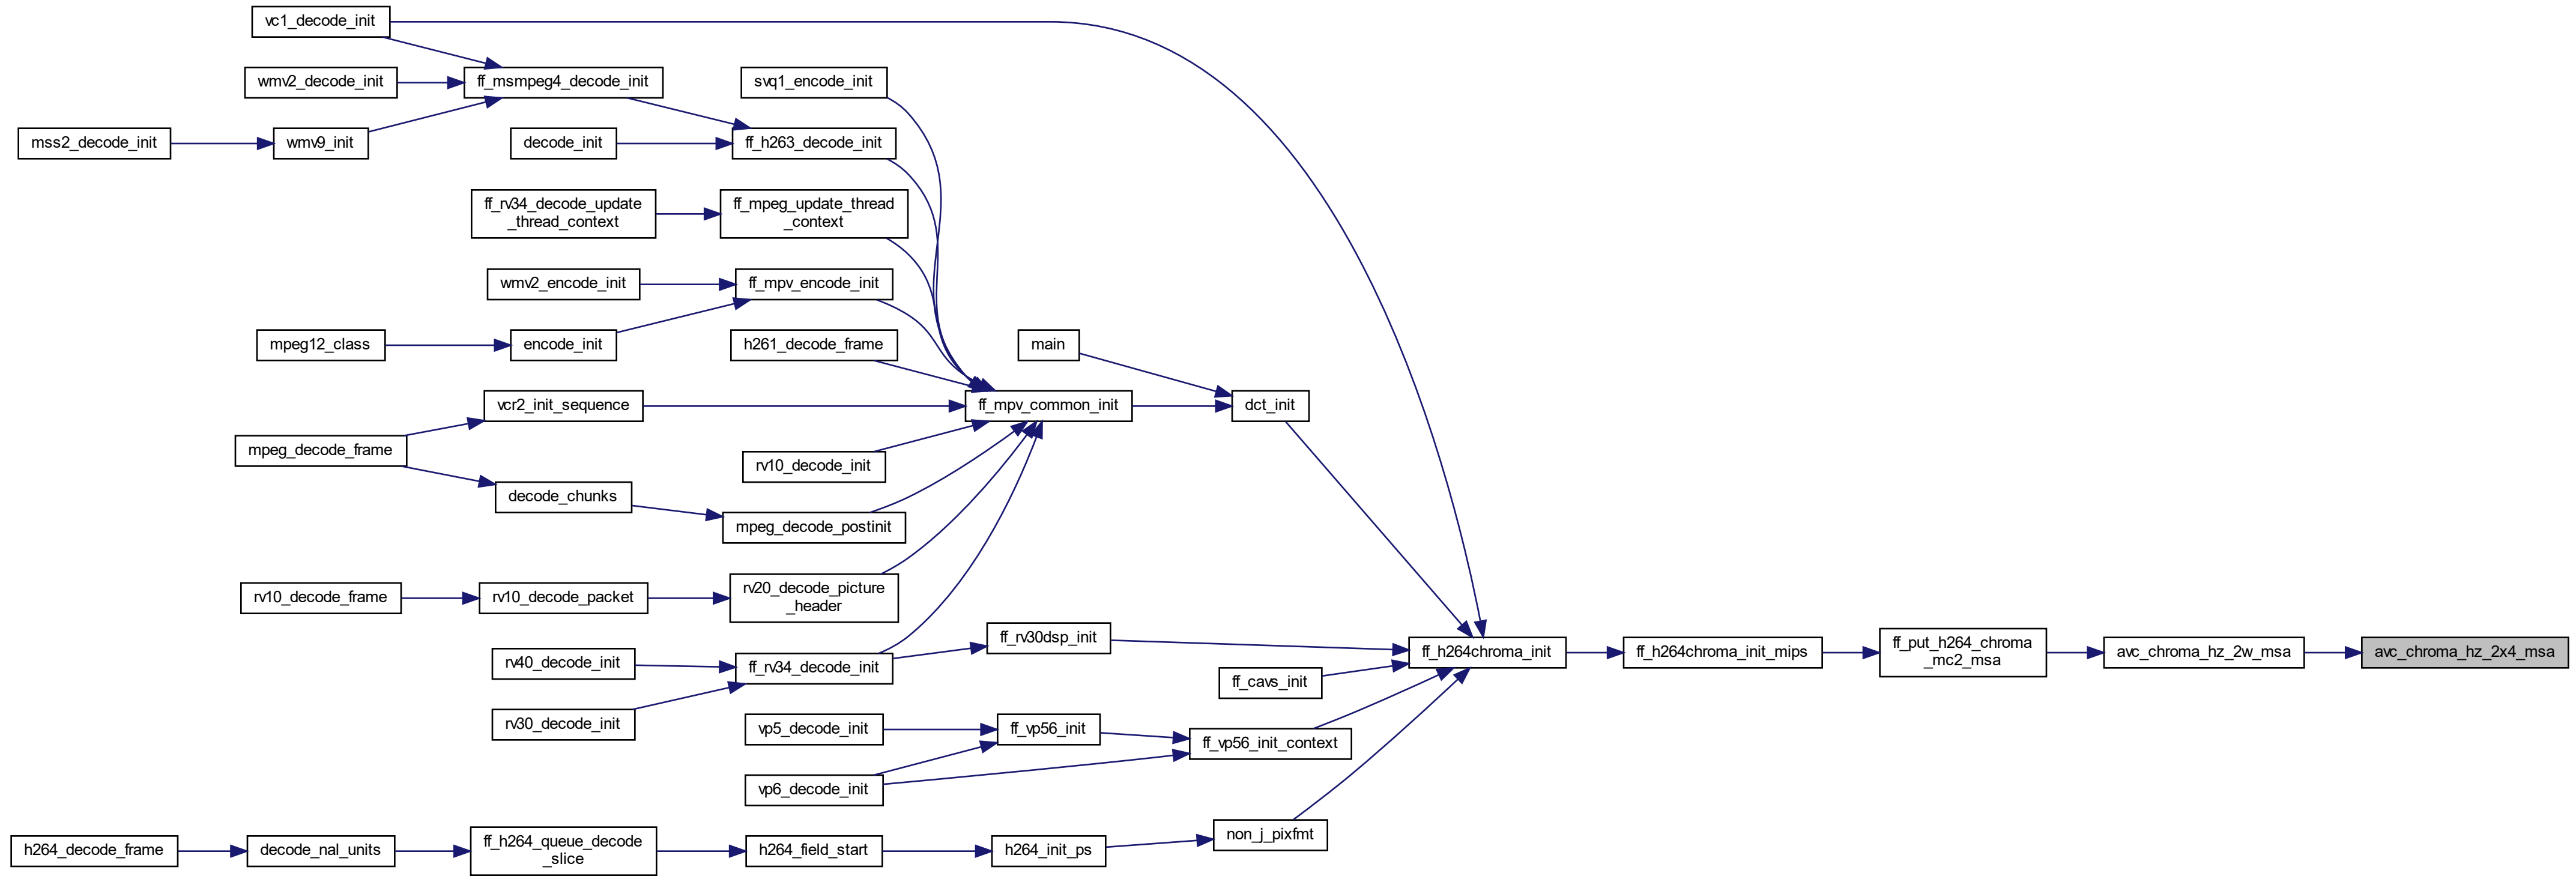 vc1_decode_init
wmv2_decode_init
ff_msmpeg4_decode_init
svq1_encode_init
mss2_decode_init
wmv9_init
decode_init
ff_h263_decode_init
ff_rv34_decode_update
_thread_context
ff_mpeg_update_thread
_context
wmv2_encode_init
ff_mpv_encode_init
mpeg12_class
encode_init
h261_decode_frame
main
vcr2_init_sequence
ff_mpv_common_init
dct_init
mpeg_decode_frame
rv10_decode_init
decode_chunks
mpeg_decode_postinit
rv10_decode_frame
rv10_decode_packet
rv20_decode_picture
_header
ff_rv30dsp_init
rv40_decode_init
ff_rv34_decode_init
ff_h264chroma_init
ff_h264chroma_init_mips
ff_put_h264_chroma
_mc2_msa
avc_chroma_hz_2w_msa
avc_chroma_hz_2x4_msa
ff_cavs_init
rv30_decode_init
vp5_decode_init
ff_vp56_init
ff_vp56_init_context
vp6_decode_init
non_j_pixfmt
h264_decode_frame
decode_nal_units
ff_h264_queue_decode
_slice
h264_field_start
h264_init_ps